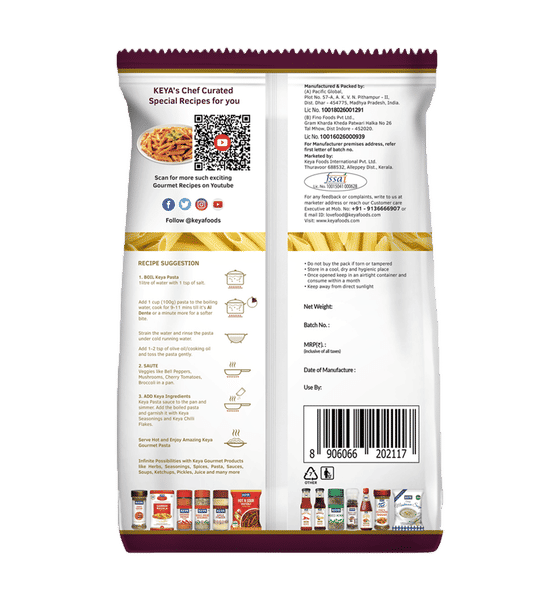 KEYA's Chef Curated
Special Recipes for you
Scan for more such exciting
Gourmet Recipes on Youtube
Follow @keyafoods
RECIPE SUGGESTION
1. BOIL Keya Pasta
1 litre of water with 1 tsp of salt.
Add 1 cup (100g) pasta to the boiling
water, cook for 9-11 mins till it's Al
Dente or a minute more for a softer
bite.
Strain the water and rinse the pasta
under cold running water.
Add 1-2 tsp of olive oil/cooking oil
and toss the pasta gently.
2. SAUTE
Veggies like Bell Peppers,
Mushrooms, Cherry Tomatoes,
Broccoli in a pan.
3. ADD Keya Ingredients
Keya Pasta sauce to the pan and
simmer. Add the boiled pasta
and garnish it with Keya
Seasonings and Keya Chili
Flakes.
Serve Hot and Enjoy Amazing Keya
Gourmet Pasta
Infinite Possibilities with Keya Gourmet Products
like Herbs, Seasonings, Spices, Pasta, Sauces,
Soups, Ketchups, Pickles, Juice and many more
Manufactured & Packed by:
(A) Pacific Global,
Plot No. 57-A, A. K. V. N. Pithampur - II,
Dist. Dhar - 454775, Madhya Pradesh, India.
Lic No. 10018026001291
(B) Frio Foods Pvt Ltd.,
Gram Kharda Kheda Patwari Halka No 26
Tal Mhow, Dist Indore - 452020.
Lic No. 10016026000939
For Manufacturer premises address, refer
first letter of batch no.
Marketed by:
Keya Foods International Pvt. Ltd.
Thuravoor 688532, Alleppey Dist., Kerala.
fssai
Lic. No. 10015041000628
For any feedback or complaints, write to us at
marketer address or reach our Customer care
Executive at Mob. No: +91 - 9136666907 or
E mail ID: lovefood@keyafoods.com
Visit: www.keyafoods.com
• Do not buy the pack if torn or tampered
• Store in a cool, dry and hygienic place
• Once opened keep in an airtight container and
consume within a month
• Keep away from direct sunlight
Net Weight:
Batch No. :
MRP(₹). :
(Inclusive of all taxes)
Date of Manufacture :
Use By:
8 906066 202117
7
OTHER